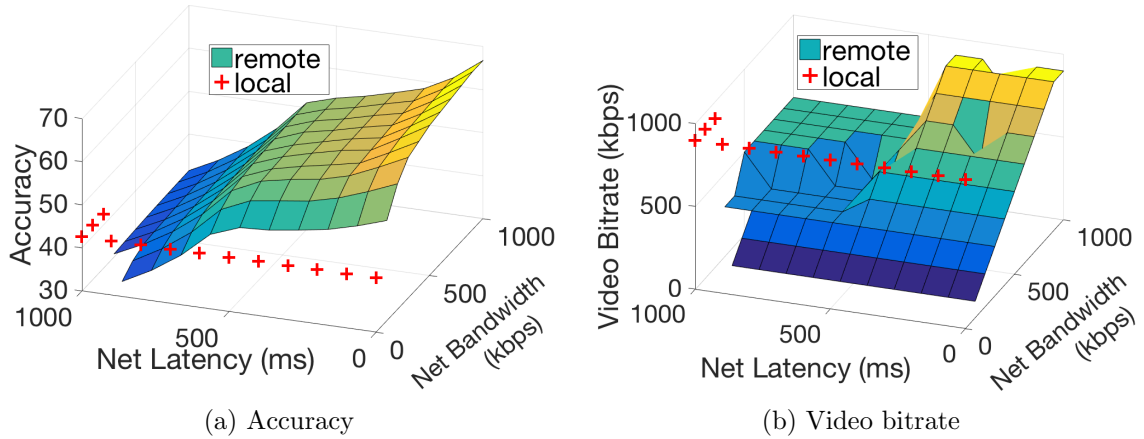 remote
local
70
60
50
40
30
Accuracy
1000
500
0
Net Latency (ms)
0
500
1000
Net Bandwidth
(kbps)
(a) Accuracy
remote
local
1000
500
0
Video Bitrate (kbps)
1000
500
0
Net Latency (ms)
0
500
1000
Net Bandwidth
(kbps)
(b) Video bitrate